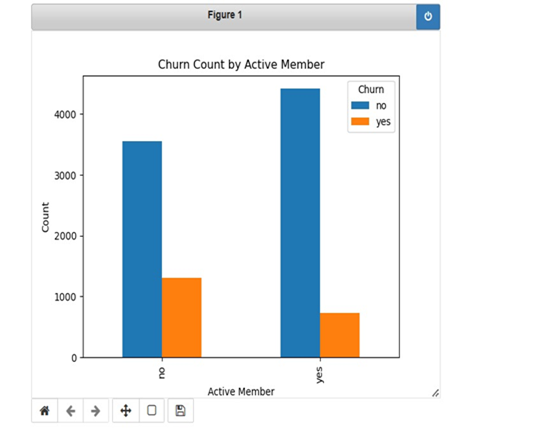 Figure 1
Churn Count by Active Member
Churn
no
yes
4000
3000
2000
1000
0
Count
no
yes
Active Member